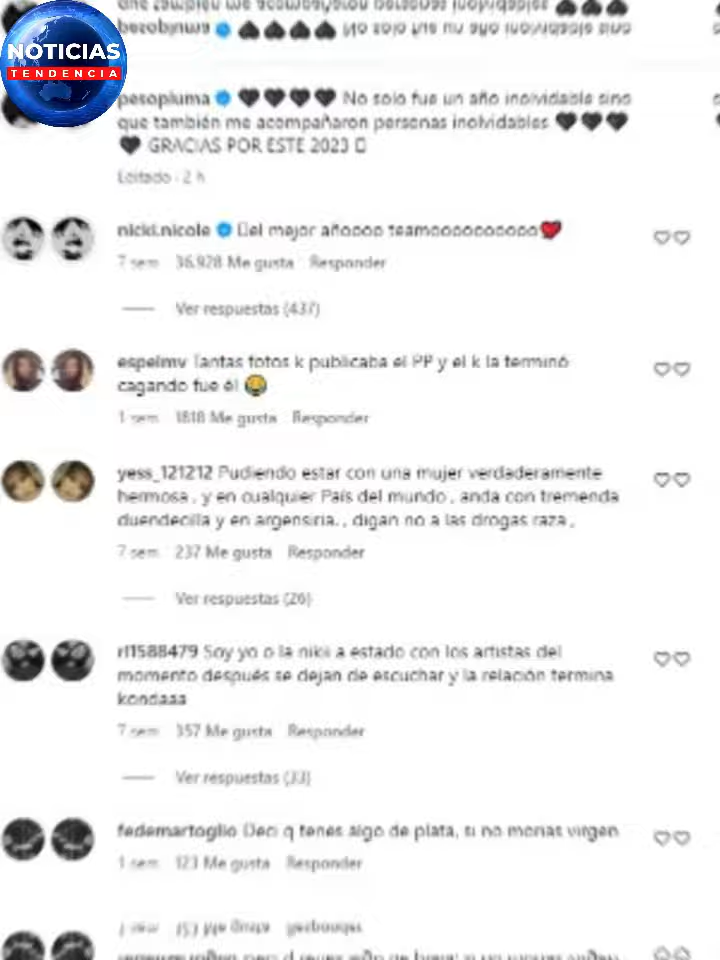 NOTICIAS
TENDENCIA
pesopluma No solo fue un año inolvidable sino
que también me acompañaron personas inolvidables
GRACIAS POR ESTE 2023
Editado · 2 h
nicki.nicole Del mejor añoooo teamoooooooooo
7 sem 36.928 Me gusta Responder
Ver respuestas (437)
espelmv Tantas fotos k publicaba el PP y el k la terminó
cagando fue él
1 sem 1818 Me gusta Responder
yess_121212 Pudiendo estar con una mujer verdaderamente
hermosa , y en cualquier País del mundo , anda con tremenda
duendecilla y en argensiria. , digan no a las drogas raza ,
7 sem 237 Me gusta Responder
Ver respuestas (26)
rl1588479 Soy yo o la nikii a estado con los artistas del
momento después se dejan de escuchar y la relación termina
kondaaa
7 sem 357 Me gusta Responder
Ver respuestas (33)
fedemartoglio Deci q tenes algo de plata, si no morias virgen
1 sem 123 Me gusta Responder